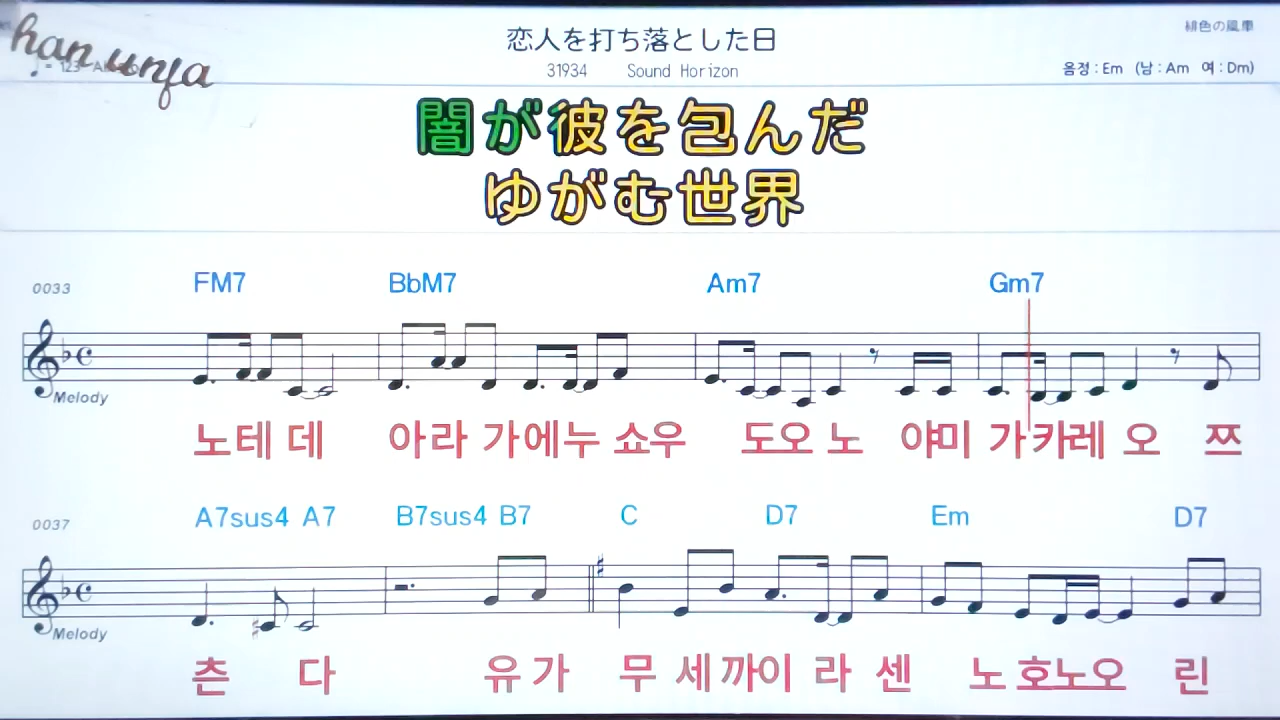 han unfa
恋人を打ち落とした日
緋色の風車
31934 Sound Horizon
음정 : Em (남 : Am 여 : Dm)
闇が彼を包んだ
ゆがむ世界
0033 FM7 BbM7 Am7 Gm7
Melody
노테 데 아라 가에누 쇼우 도오 노 야미 가카레 오 쯔
0037 A7sus4 A7 B7sus4 B7 C D7 Em D7
Melody
츤 다 유가 무 세까이 라 센 노 호노오 린